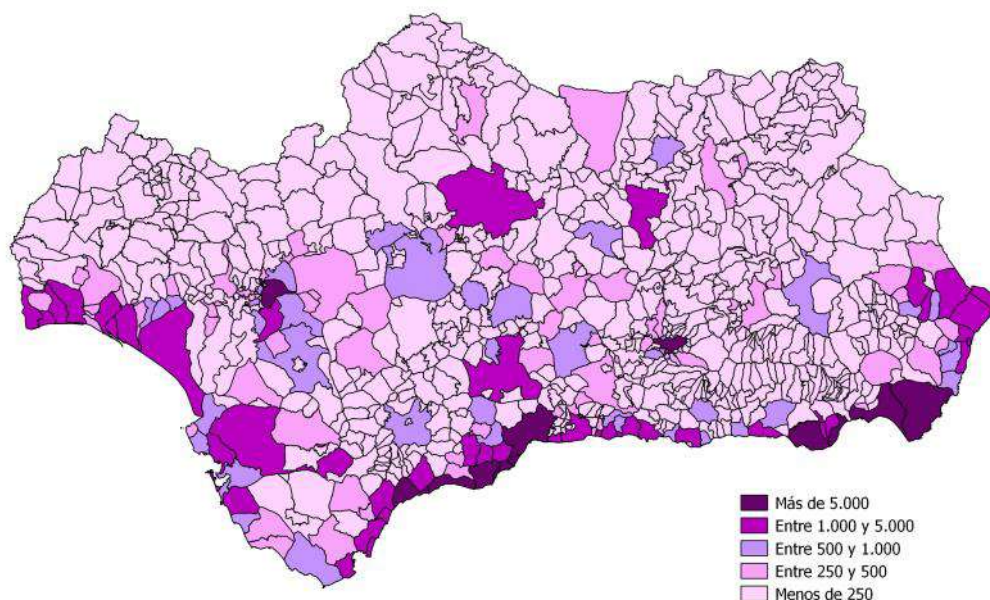 Más de 5.000
Entre 1.000 y 5.000
Entre 500 y 1.000
Entre 250 y 500
Menos de 250